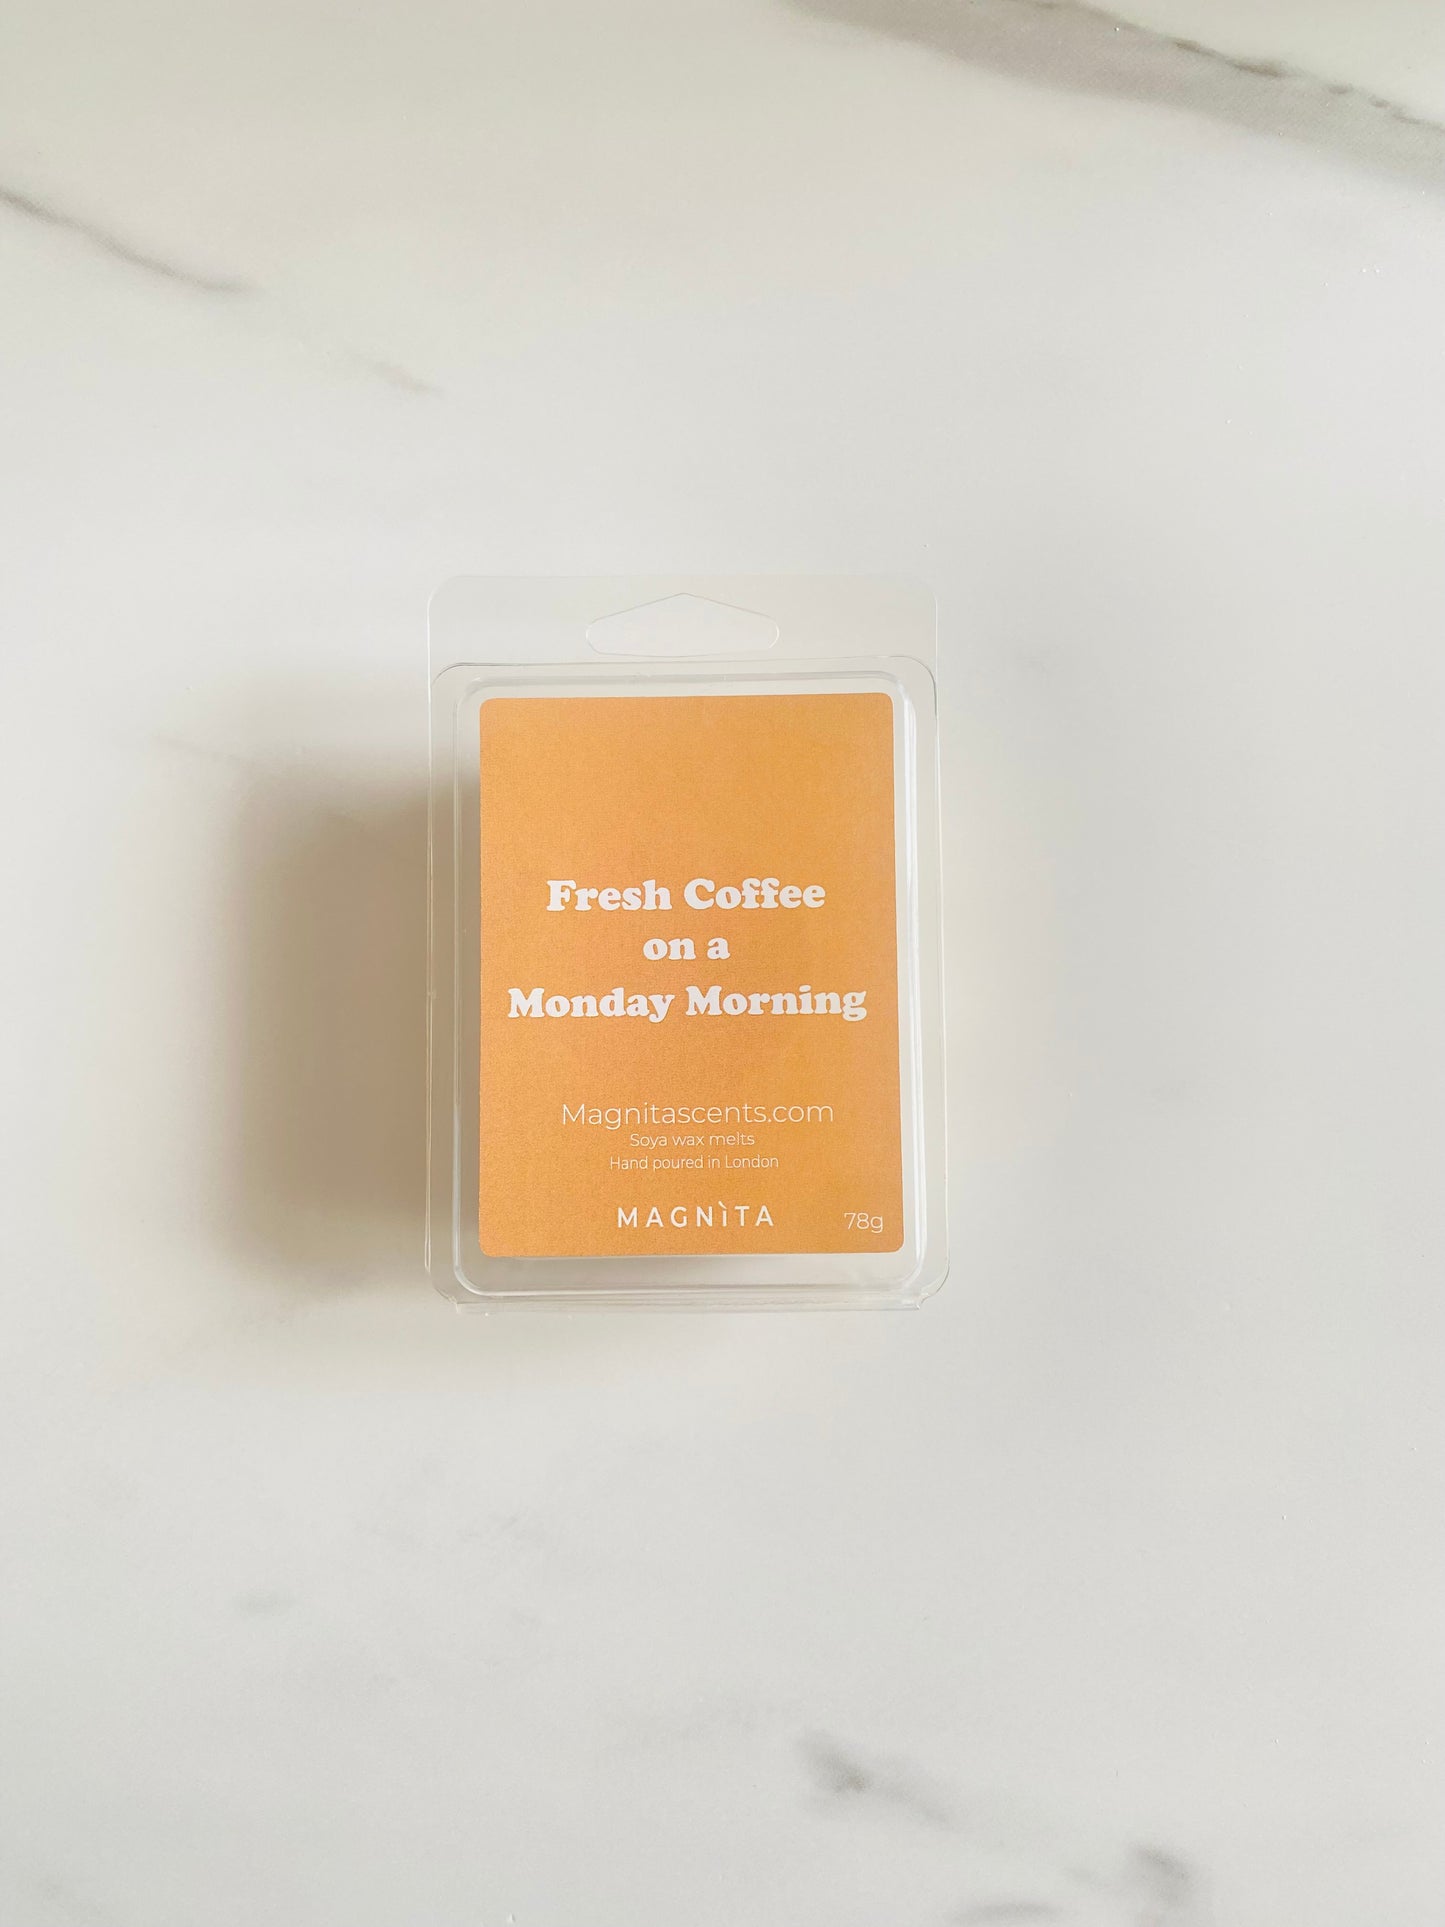 Fresh Coffee
on a
Monday Morning
Magnitascents.com
Soya wax melts
Hand poured in London
MAGNÌTA
78g